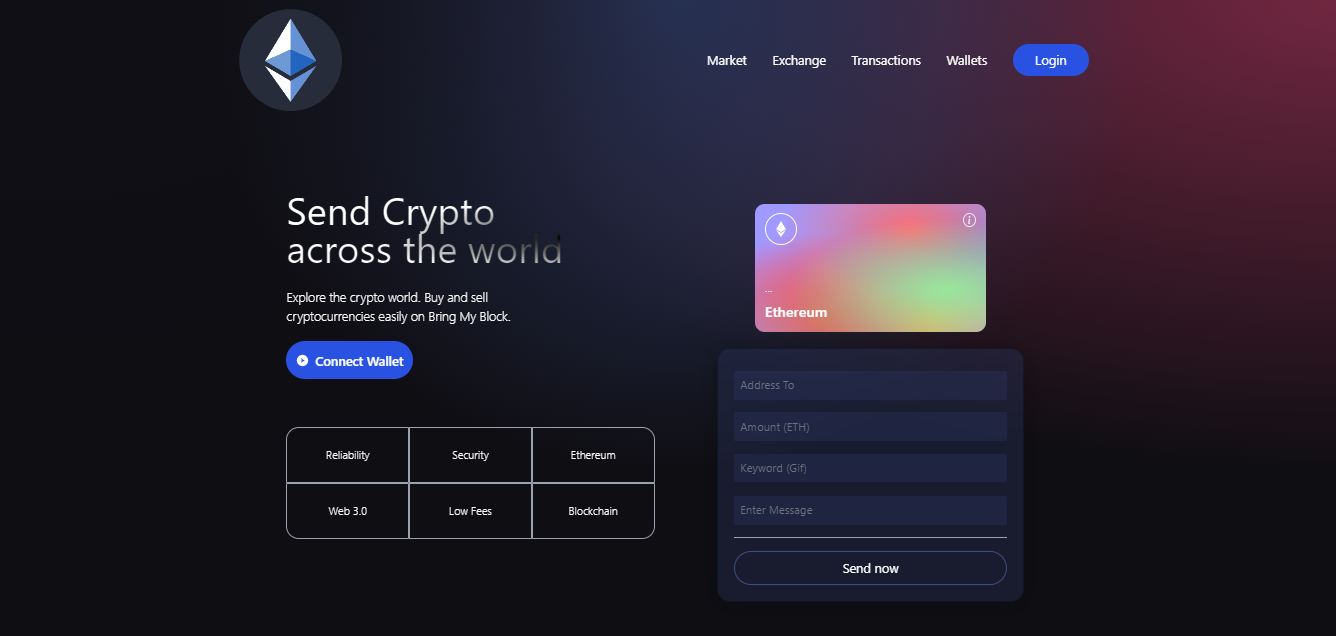 Market Exchange Transactions Wallets Login
Send Crypto
across the world
Explore the crypto world. Buy and sell
cryptocurrencies easily on Bring My Block.
Connect Wallet
Reliability Security Ethereum
Web 3.0 Low Fees Blockchain
i
...
Ethereum
Address To
Amount (ETH)
Keyword (Gif)
Enter Message
Send now